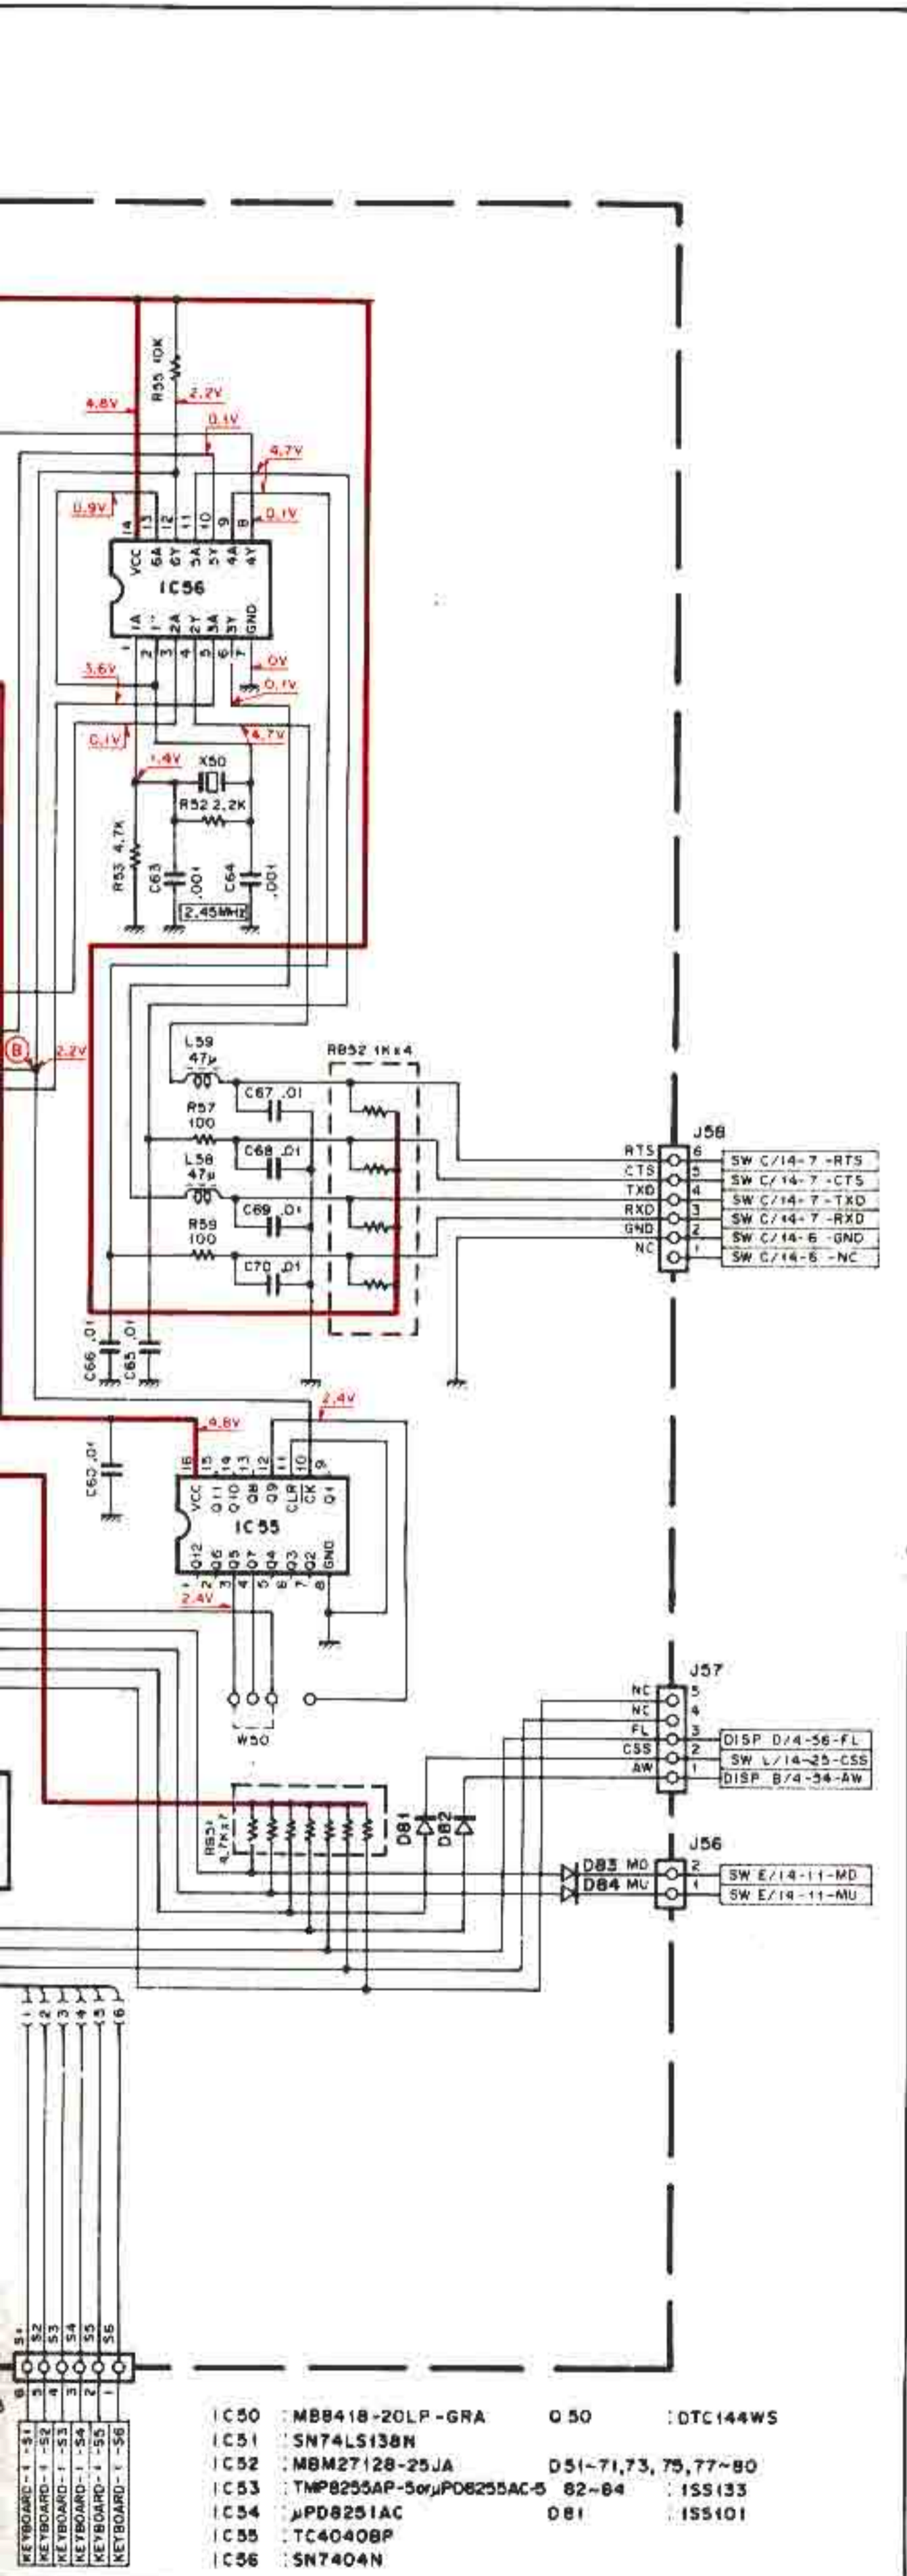 R55 10K
4.8V
2.2V
0.1V
4.7V
0.9V
0.1V
14 13 12 11 10 9 8
VCC 6A 6Y 5A 5Y 4A 4Y
IC56
1A 2A 2Y 3A 3Y GND
1 2 3 4 5 6 7
3.6V
0V
0.1V
0.1V
4.7V
1.4V
X50
R52 2.2K
R53 4.7K
C63 .001
C64 .001
2.45MHz
B
2.2V
L59
47μ
RB52 1K×4
C67 .01
R57
100
C68 .01
L58
47μ
C69 .01
R59
100
C70 .01
J58
RTS 6 SW C/14-7-RTS
CTS 5 SW C/14-7-CTS
TXD 4 SW C/14-7-TXD
RXD 3 SW C/14-7-RXD
GND 2 SW C/14-6-GND
NC 1 SW C/14-6-NC
C66 .01
C65 .01
2.4V
4.8V
C60 .01
16 15 14 13 12 11 10 9
VCC Q11 Q10 Q8 Q9 CLR CK Q1
IC55
Q12 Q6 Q5 Q7 Q4 Q3 Q2 GND
1 2 3 4 5 6 7 8
2.4V
W50
J57
NC 5
NC 4
FL 3 DISP D/4-56-FL
CSS 2 SW L/14-25-CSS
AW 1 DISP B/4-54-AW
RB51
4.7K×7
D81
D82
J56
D83 MD 2 SW E/14-11-MD
D84 MU 1 SW E/14-11-MU
(1) (2) (3) (4) (5) (6)
S1 S2 S3 S4 S5 S6
6 5 4 3 2 1
KEYBOARD-1-S1
KEYBOARD-1-S2
KEYBOARD-1-S3
KEYBOARD-1-S4
KEYBOARD-1-S5
KEYBOARD-1-S6
IC50 : MB8418-20LP-GRA Q50 : DTC144WS
IC51 : SN74LS138N
IC52 : MBM27128-25JA D51~71,73,75,77~80
IC53 : TMP8255AP-5orμPD8255AC-5 82~84 : 1SS133
IC54 : μPD8251AC D81 : 1SS101
IC55 : TC4040BP
IC56 : SN7404N